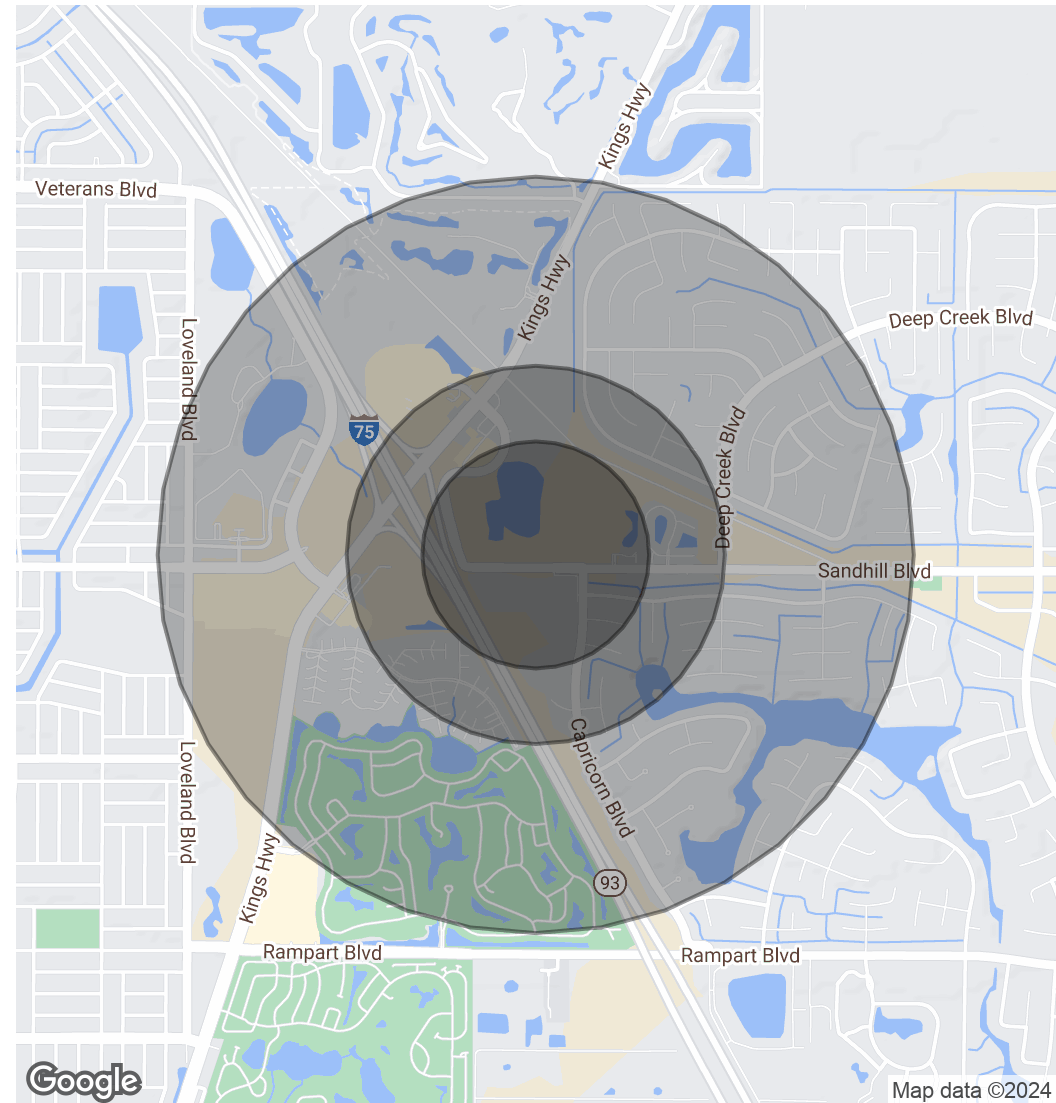 Kings Hwy
Veterans Blvd
Kings Hwy
Deep Creek Blvd
Loveland Blvd
75
Deep Creek Blvd
Sandhill Blvd
Capricorn Blvd
Loveland Blvd
Kings Hwy
93
Rampart Blvd
Rampart Blvd
Google
Map data ©2024